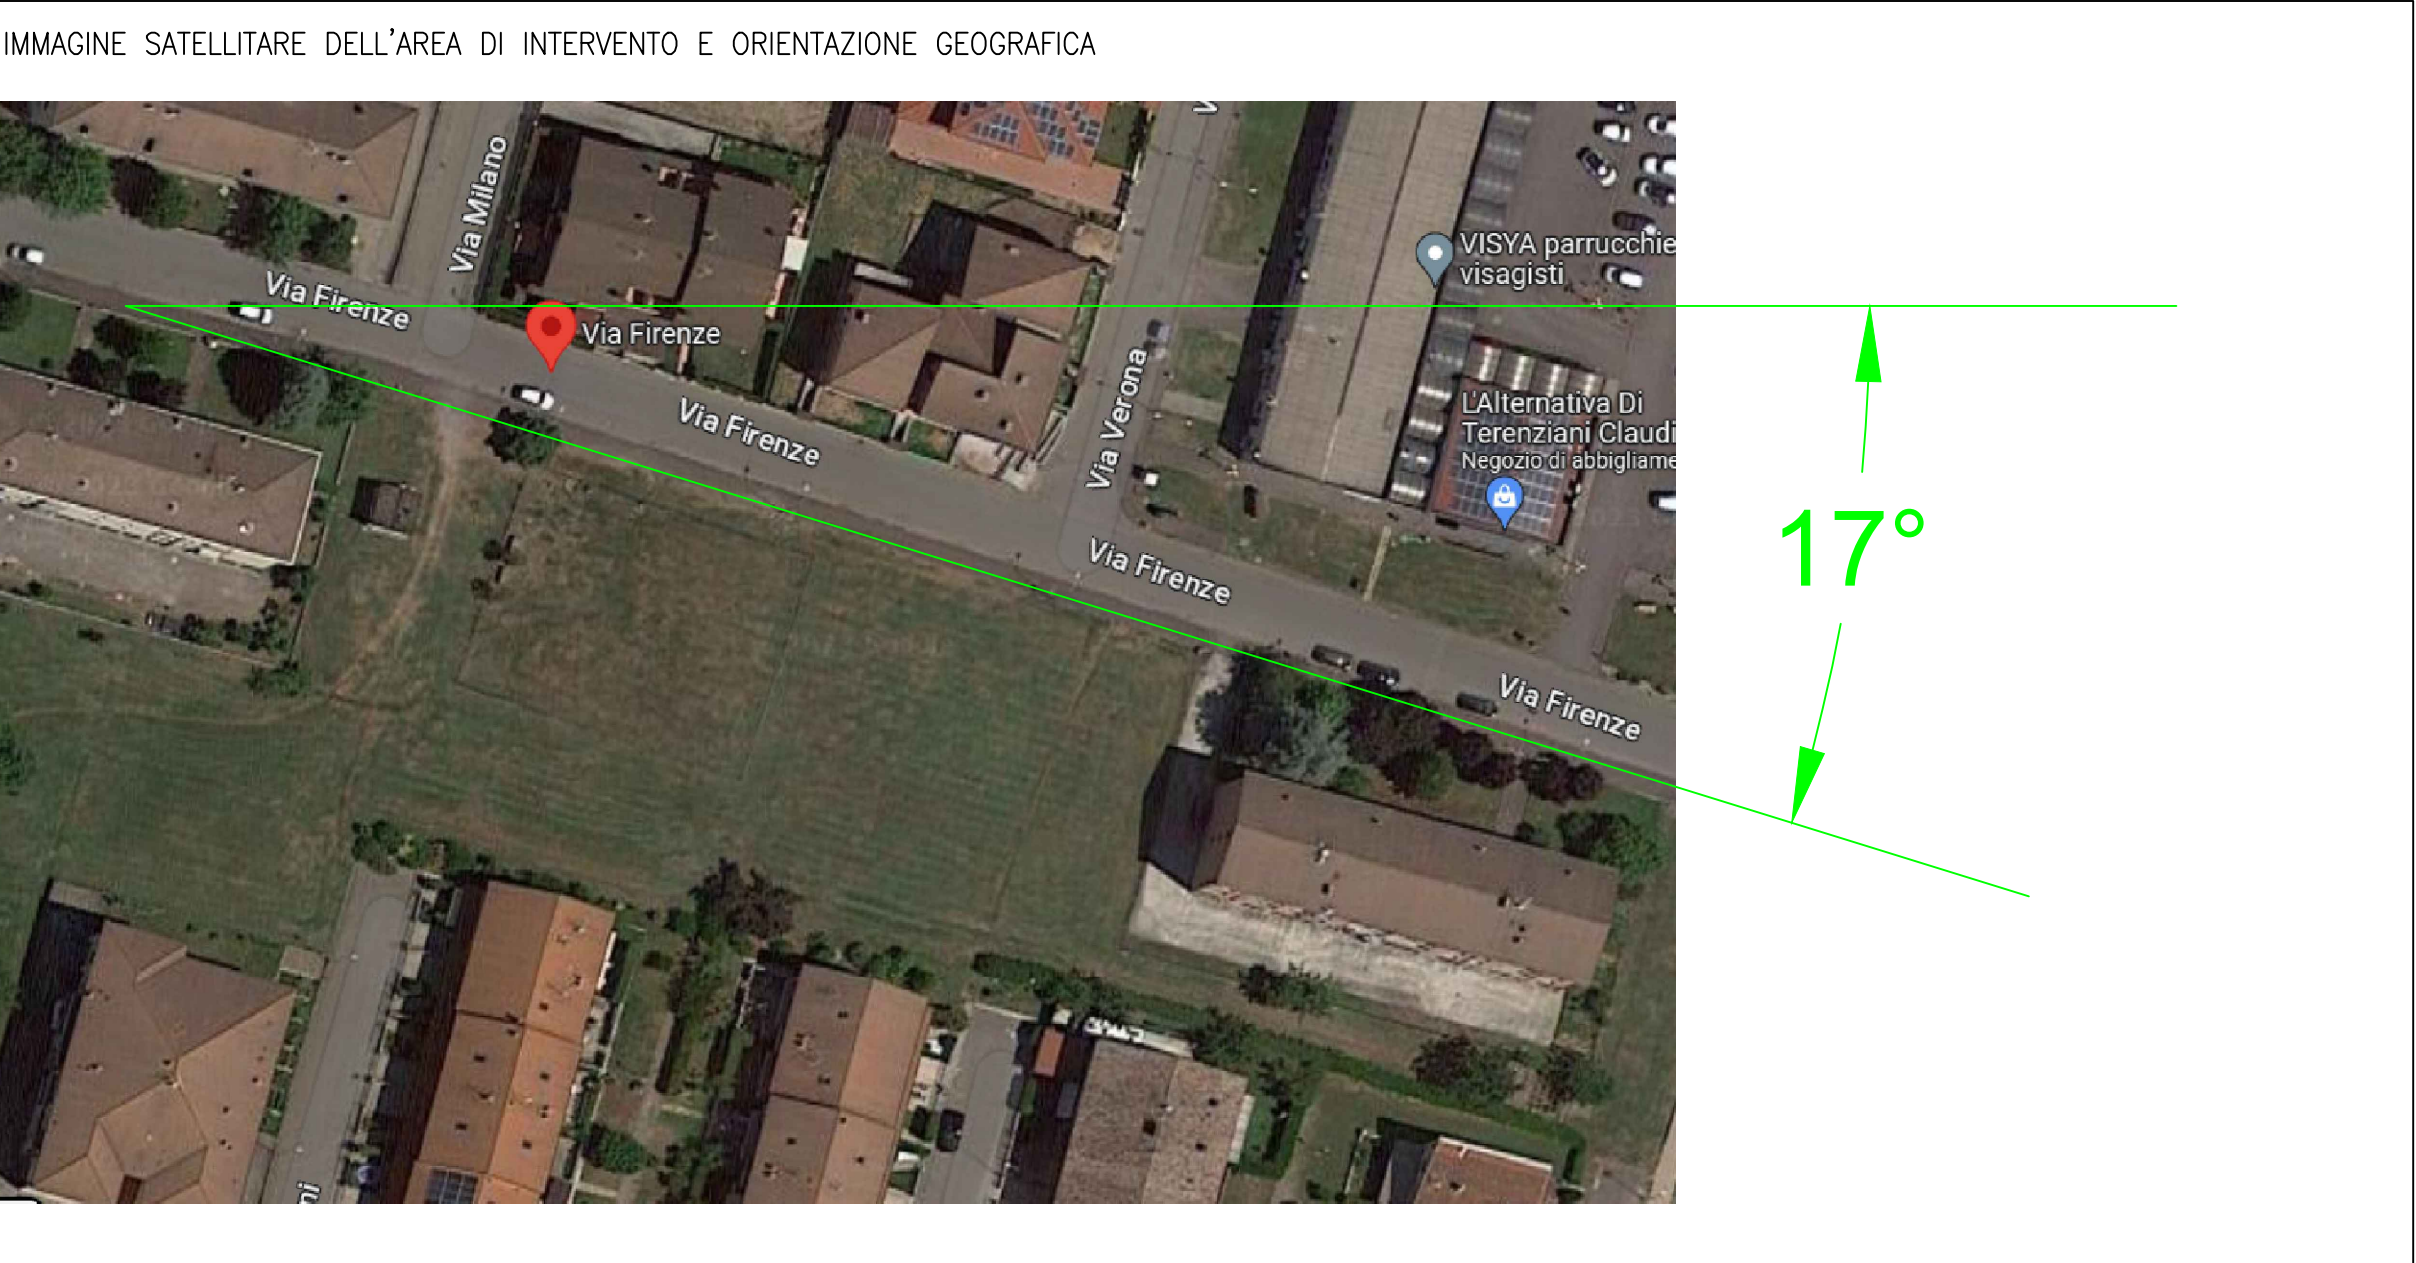 IMMAGINE SATELLITARE DELL'AREA DI INTERVENTO E ORIENTAZIONE GEOGRAFICA
Via Milano
VISYA parrucchie
visagisti
Via Firenze
Via Firenze
Via Verona
L'Alternativa Di
Terenziani Claudi
Negozio di abbigliame
Via Firenze
17°
Via Firenze
Via Firenze
ni